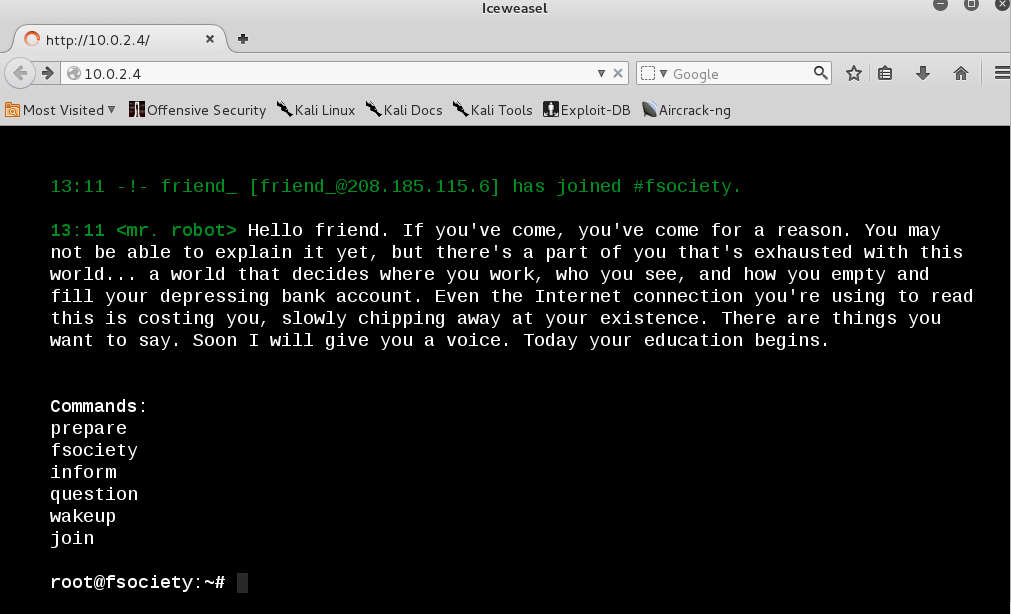 Iceweasel
http://10.0.2.4/
10.0.2.4
Google
Most Visited
Offensive Security
Kali Linux
Kali Docs
Kali Tools
Exploit-DB
Aircrack-ng
13:11 -!- friend_ [friend_@208.185.115.6] has joined #fsociety.
13:11 <mr. robot> Hello friend. If you've come, you've come for a reason. You may
not be able to explain it yet, but there's a part of you that's exhausted with this
world... a world that decides where you work, who you see, and how you empty and
fill your depressing bank account. Even the Internet connection you're using to read
this is costing you, slowly chipping away at your existence. There are things you
want to say. Soon I will give you a voice. Today your education begins.
Commands:
prepare
fsociety
inform
question
wakeup
join
root@fsociety:~#